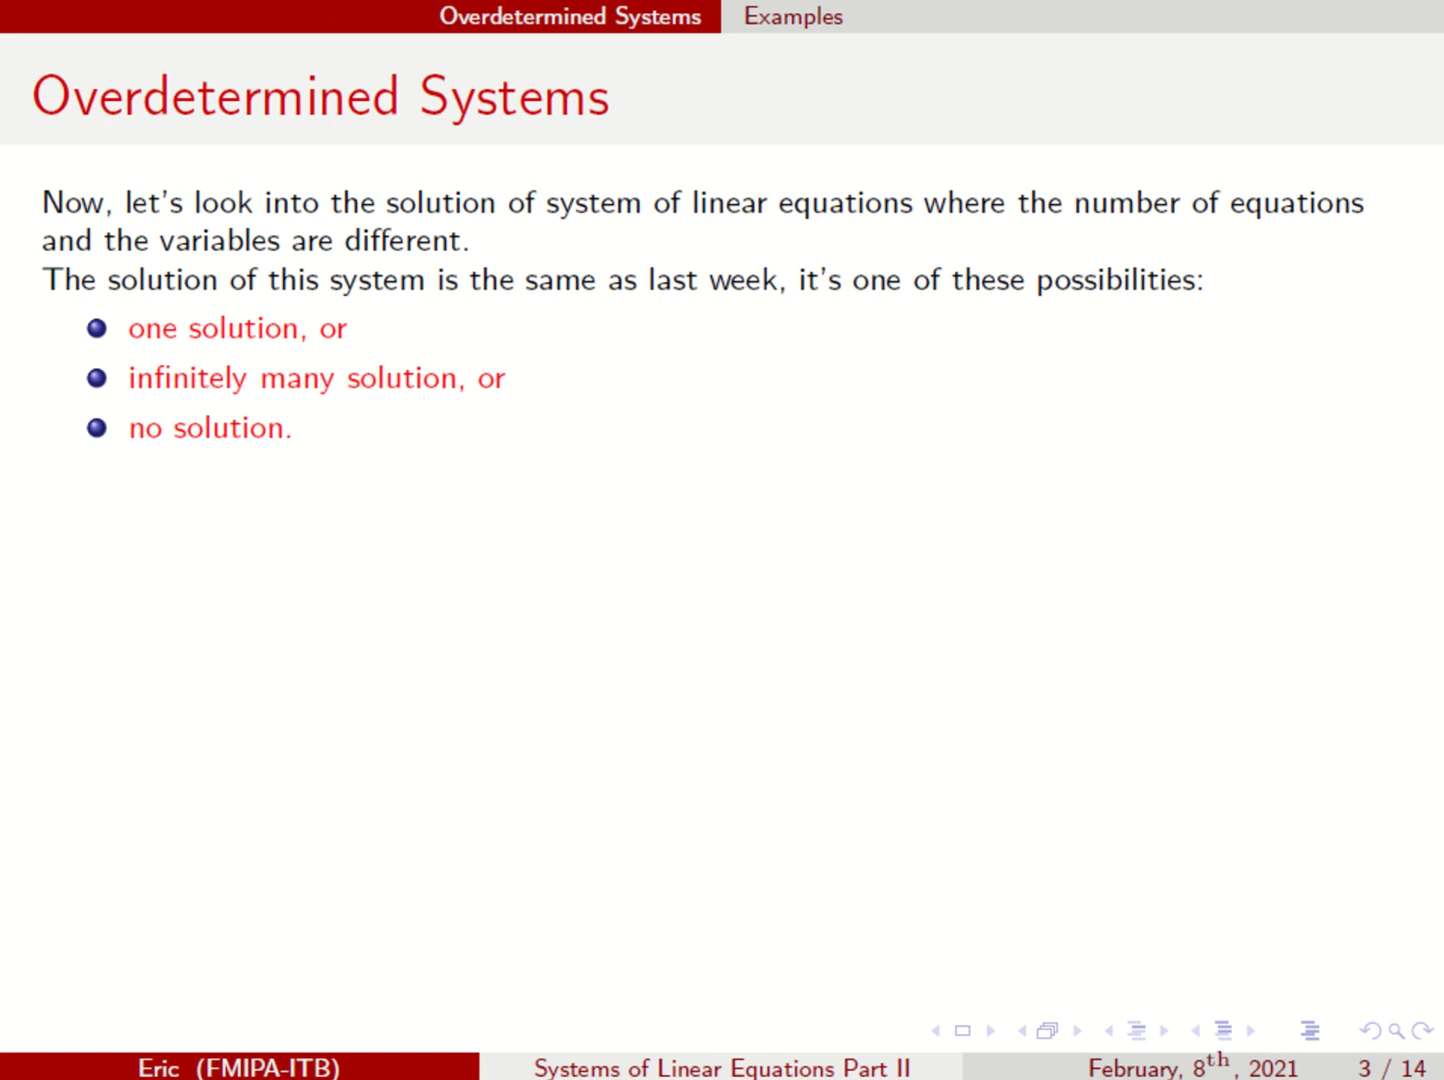 Overdetermined Systems Examples
Overdetermined Systems
Now, let's look into the solution of system of linear equations where the number of equations
and the variables are different.
The solution of this system is the same as last week, it's one of these possibilities:
one solution, or
infinitely many solution, or
no solution.
Eric (FMIPA-ITB) Systems of Linear Equations Part II February, 8th, 2021 3 / 14